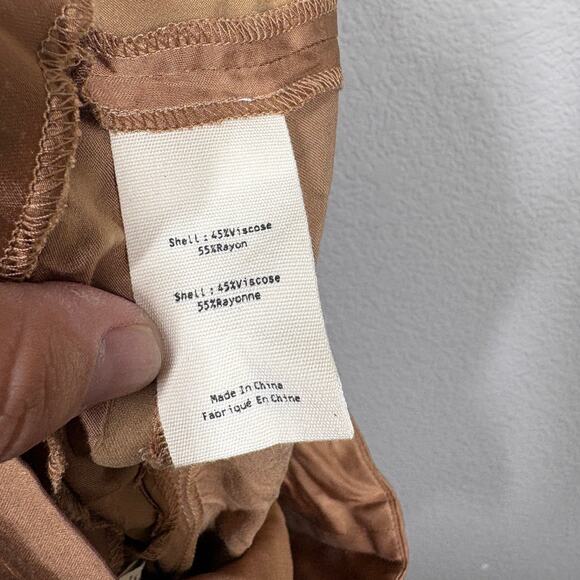 Shell : 45%Viscose
55%Rayon
Shell : 45%Viscose
55%Rayonne
Made In China
Fabriqué En Chine